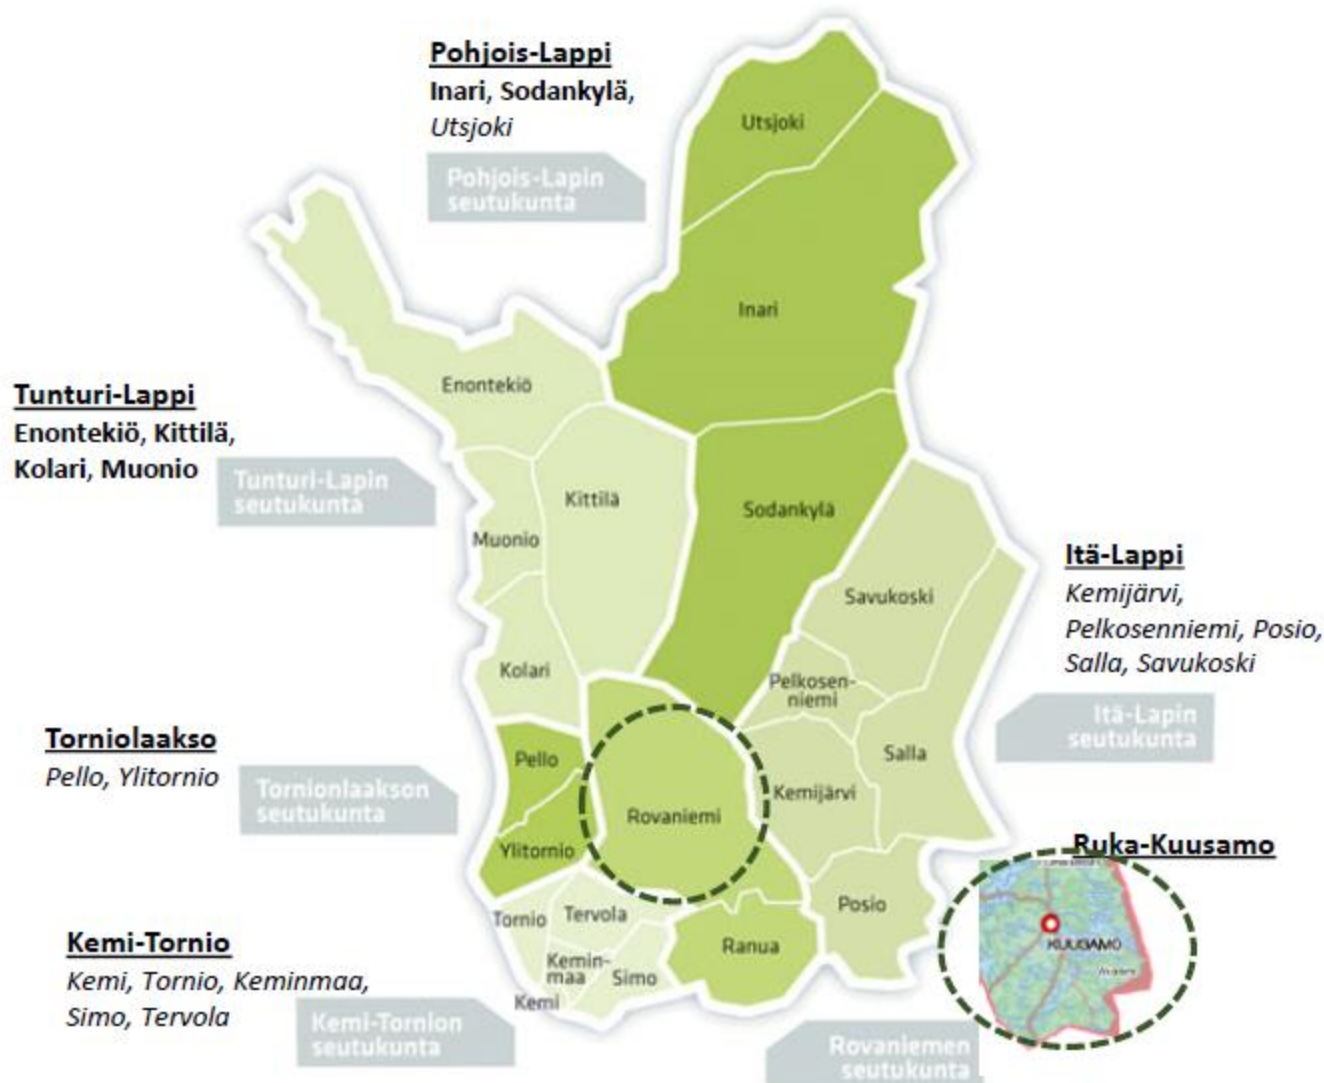 Pohjois-Lappi
Inari, Sodankylä,
Utsjoki
Pohjois-Lapin
seutukunta
Utsjoki
Inari
Enontekiö
Tunturi-Lappi
Enontekiö, Kittilä,
Kolari, Muonio
Tunturi-Lapin
seutukunta
Kittilä
Sodankylä
Muonio
Itä-Lappi
Kemijärvi,
Pelkosenniemi, Posio,
Salla, Savukoski
Itä-Lapin
seutukunta
Savukoski
Kolari
Pelkosen-
niemi
Salla
Torniolaakso
Pello, Ylitornio
Tornionlaakson
seutukunta
Pello
Kemijärvi
Rovaniemi
Ylitornio
Ruka-Kuusamo
KUUSAMO
Posio
Tornio
Tervola
Ranua
Kemi-Tornio
Kemi, Tornio, Keminmaa,
Simo, Tervola
Kemin-
maa
Simo
Kemi
Kemi-Tornion
seutukunta
Rovaniemen
seutukunta